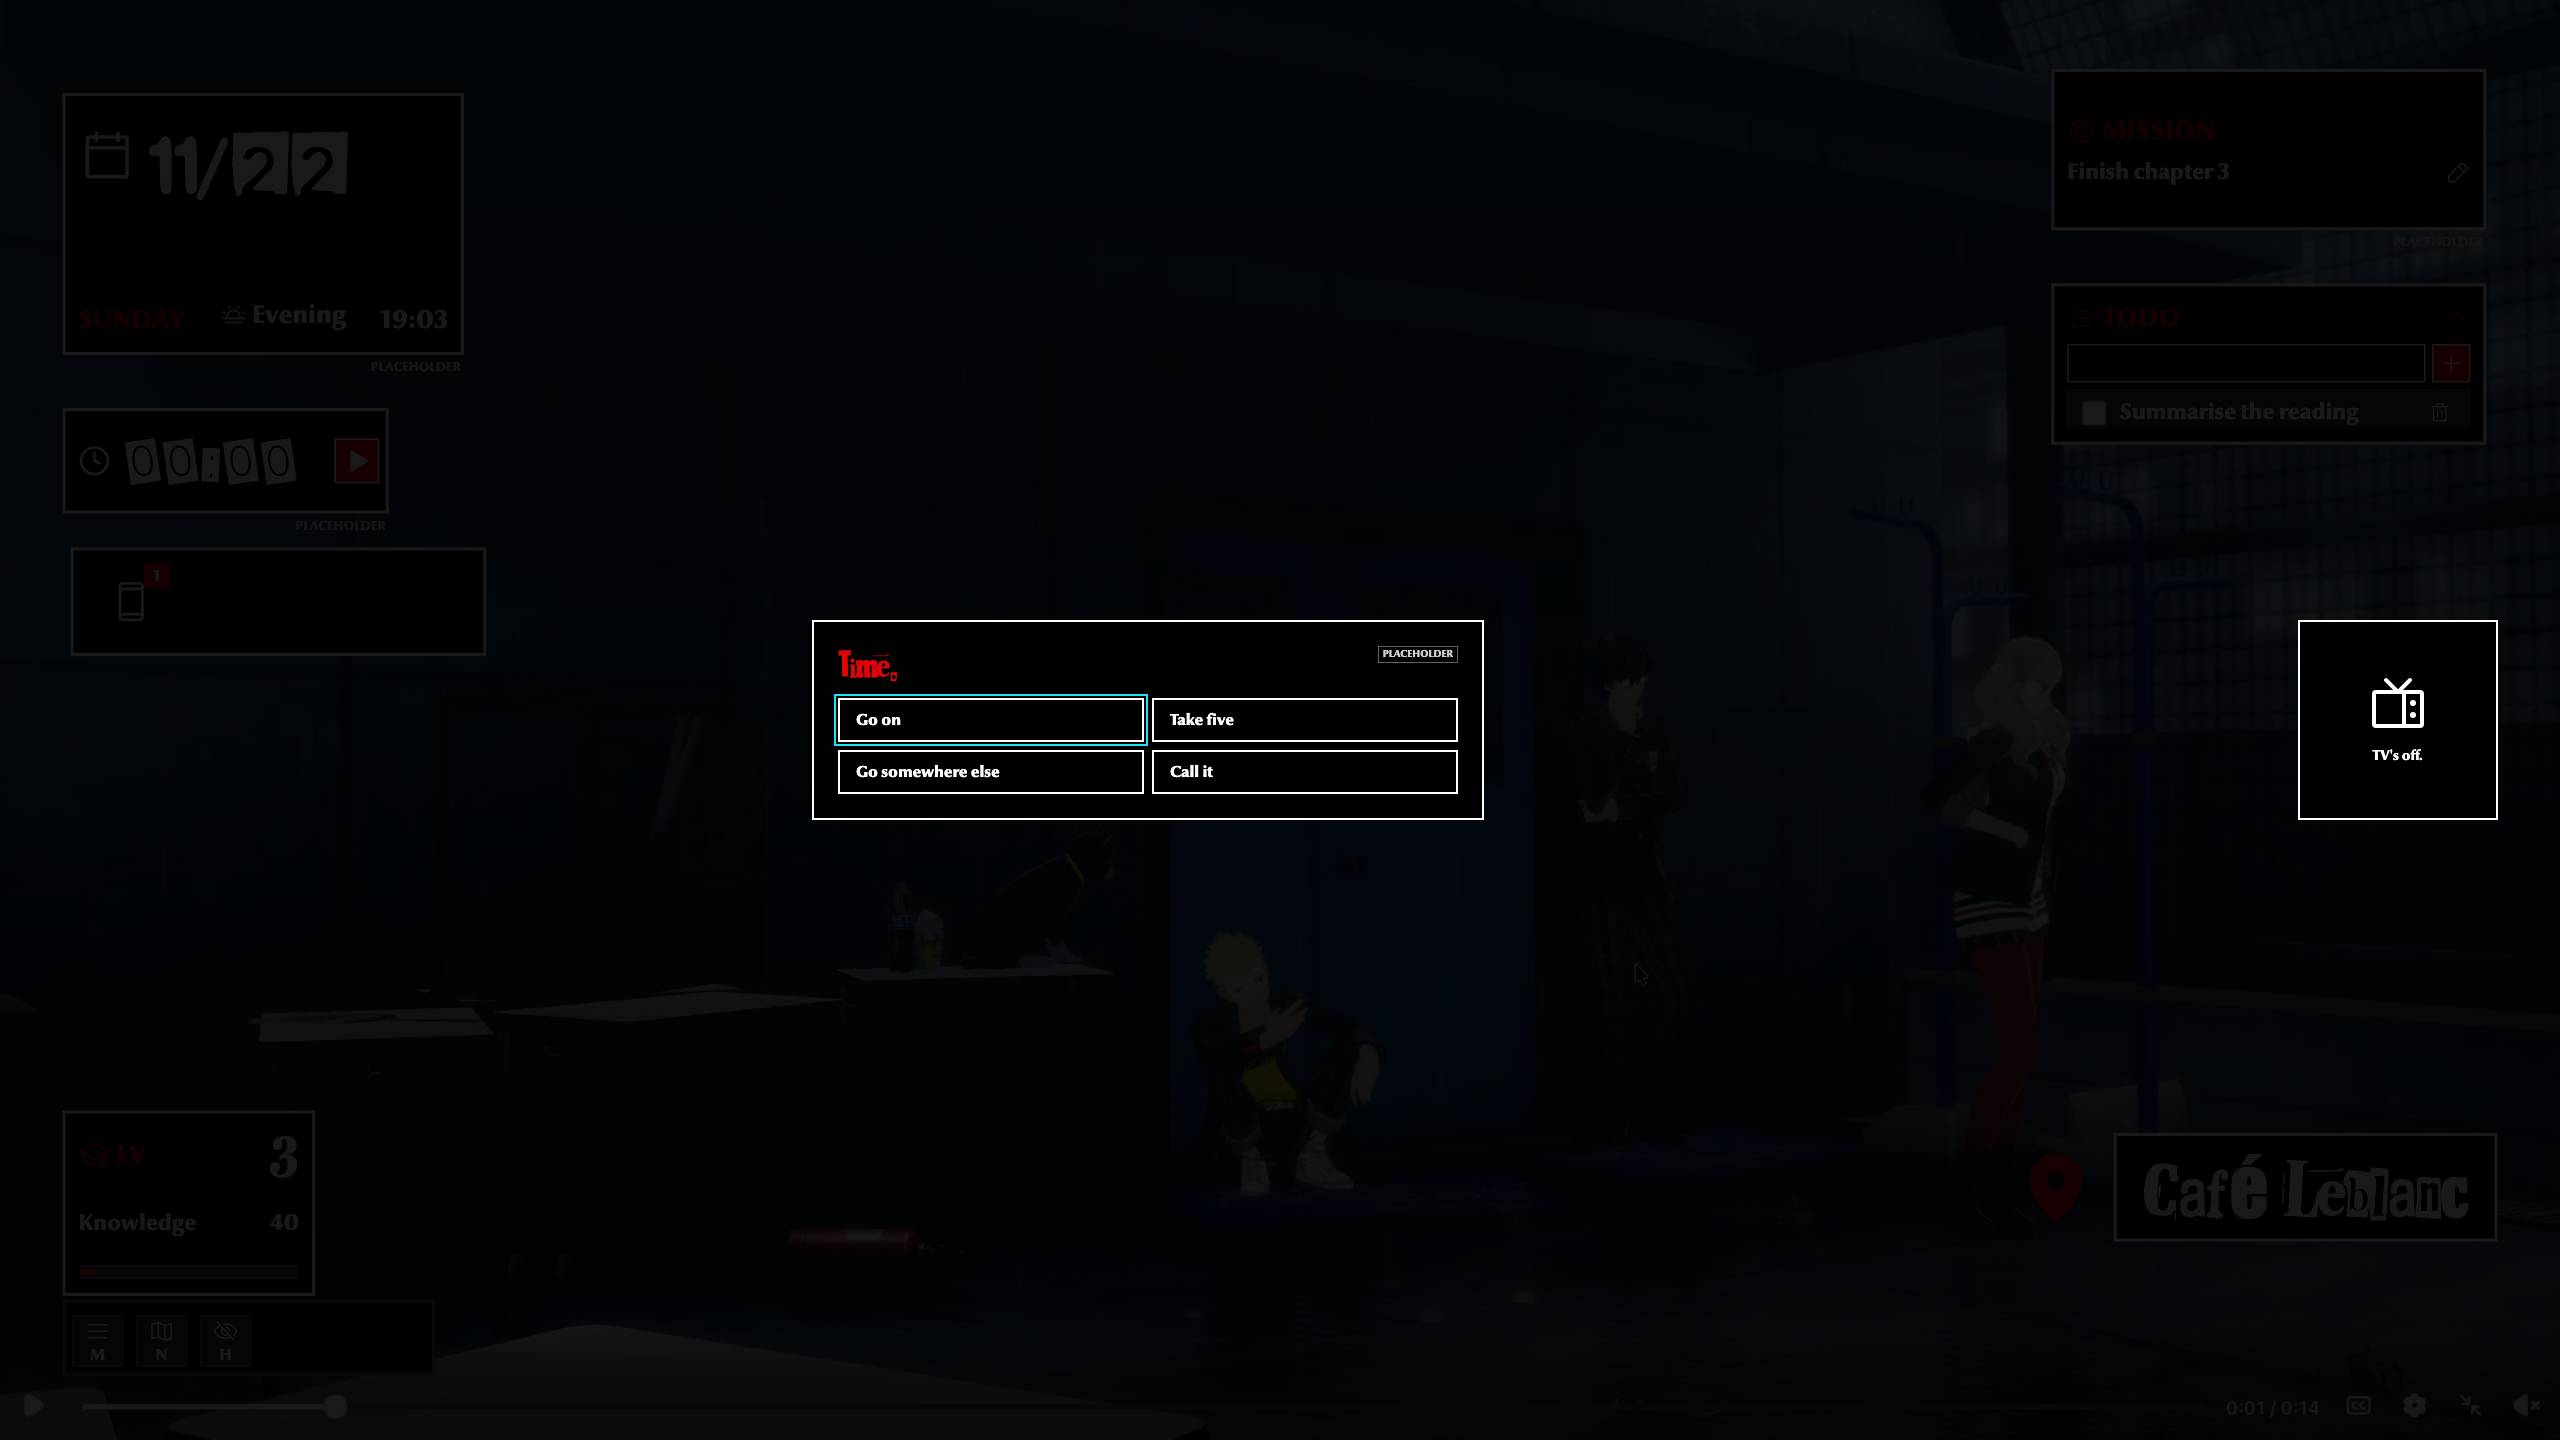 11/22
SUNDAY Evening 19:03
PLACEHOLDER
00:00
PLACEHOLDER
1
MISSION
Finish chapter 3
PLACEHOLDER
TODO
Summarise the reading
Time.
PLACEHOLDER
Go on
Take five
Go somewhere else
Call it
TV's off.
LV 3
Knowledge 40
M N H
Café Leblanc
0:01 / 0:14
CC